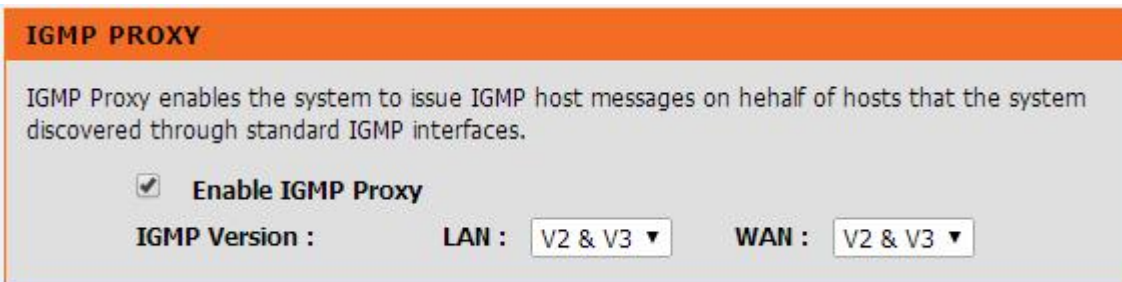 IGMP PROXY
IGMP Proxy enables the system to issue IGMP host messages on hehalf of hosts that the system
discovered through standard IGMP interfaces.
Enable IGMP Proxy
IGMP Version : LAN : V2 & V3 WAN : V2 & V3